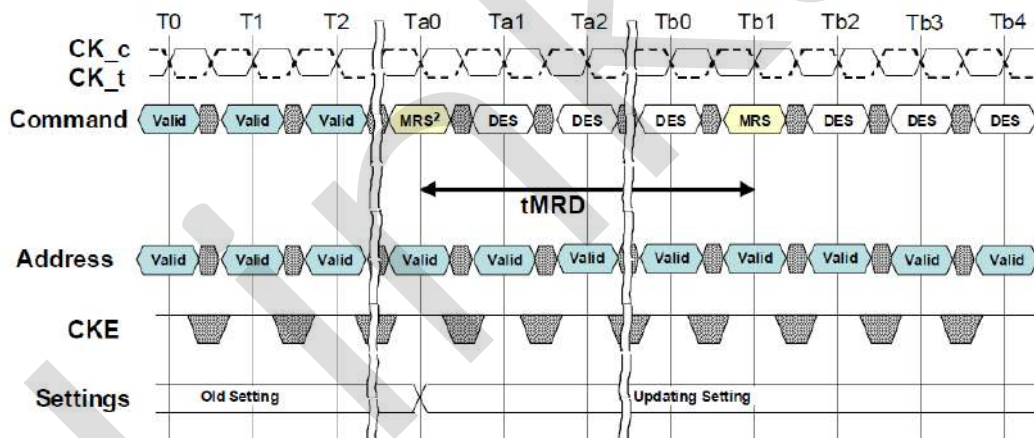 T0 T1 T2 Ta0 Ta1 Ta2 Tb0 Tb1 Tb2 Tb3 Tb4
CK_c
CK_t
Command Valid Valid Valid MRS² DES DES DES MRS DES DES DES
tMRD
Address Valid Valid Valid Valid Valid Valid Valid Valid Valid Valid Valid
CKE
Settings Old Setting Updating Setting